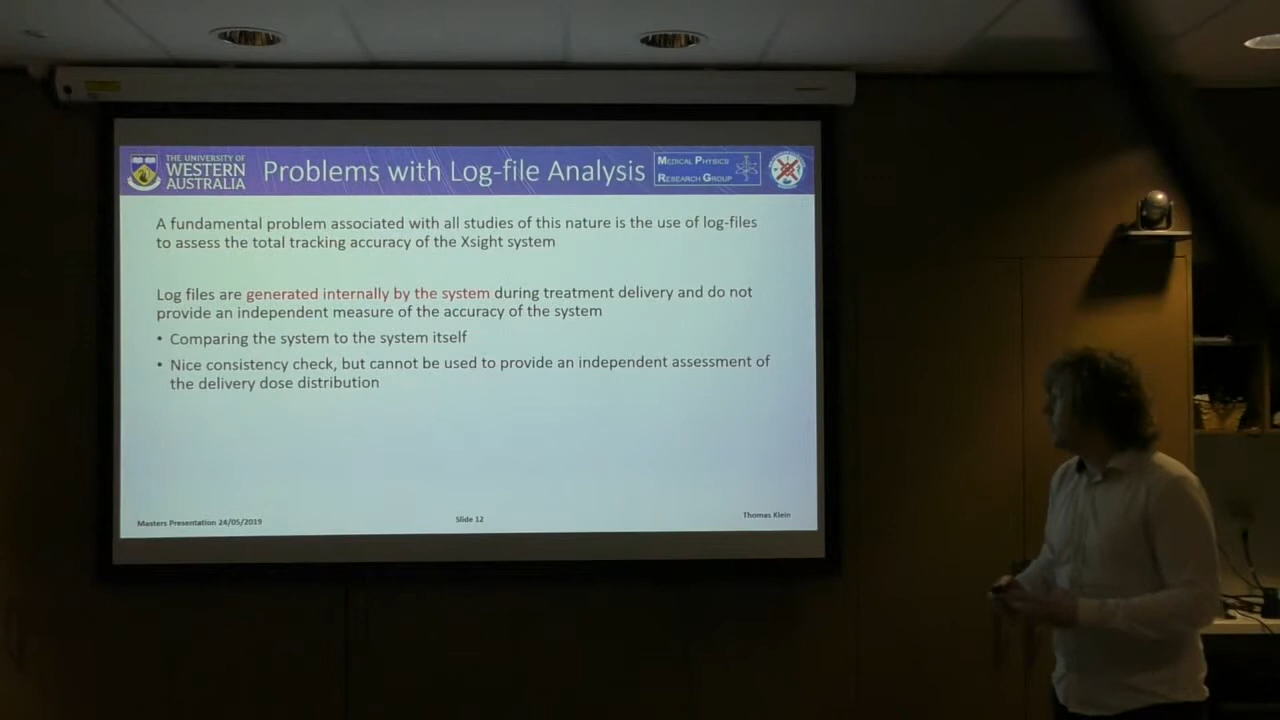 THE UNIVERSITY OF
WESTERN
AUSTRALIA
Problems with Log-file Analysis
MEDICAL PHYSICS
RESEARCH GROUP
A fundamental problem associated with all studies of this nature is the use of log-files
to assess the total tracking accuracy of the Xsight system
Log files are generated internally by the system during treatment delivery and do not
provide an independent measure of the accuracy of the system
• Comparing the system to the system itself
• Nice consistency check, but cannot be used to provide an independent assessment of
the delivery dose distribution
Masters Presentation 24/05/2019
Slide 12
Thomas Klein